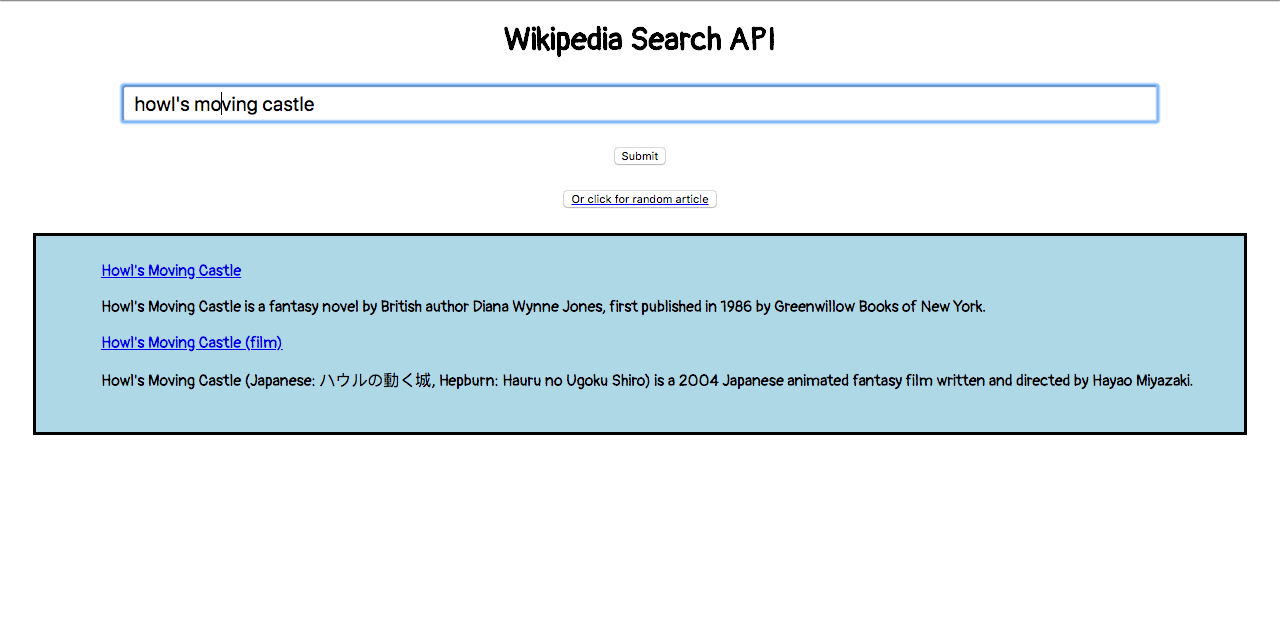 Wikipedia Search API
howl's moving castle
Submit
Or click for random article
Howl's Moving Castle
Howl's Moving Castle is a fantasy novel by British author Diana Wynne Jones, first published in 1986 by Greenwillow Books of New York.
Howl's Moving Castle (film)
Howl's Moving Castle (Japanese: ハウルの動く城, Hepburn: Hauru no Ugoku Shiro) is a 2004 Japanese animated fantasy film written and directed by Hayao Miyazaki.